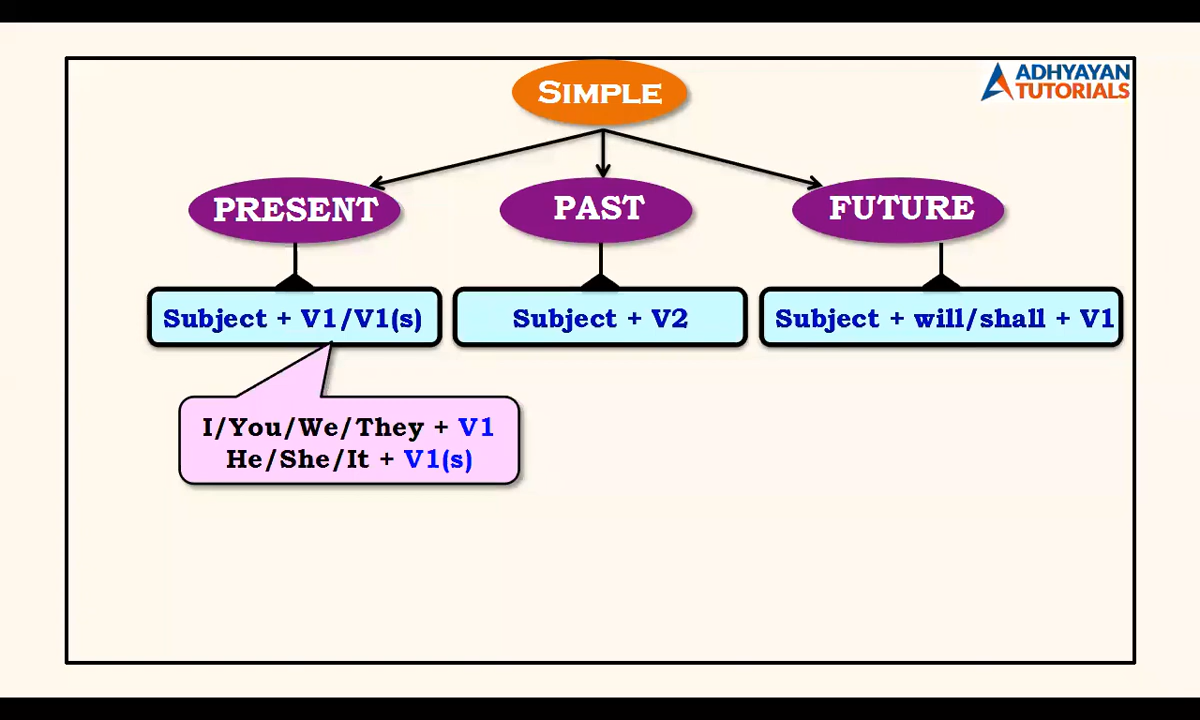 SIMPLE
ADHYAYAN
TUTORIALS
PRESENT
PAST
FUTURE
Subject + V1/V1(s)
Subject + V2
Subject + will/shall + V1
I/You/We/They + V1
He/She/It + V1(s)